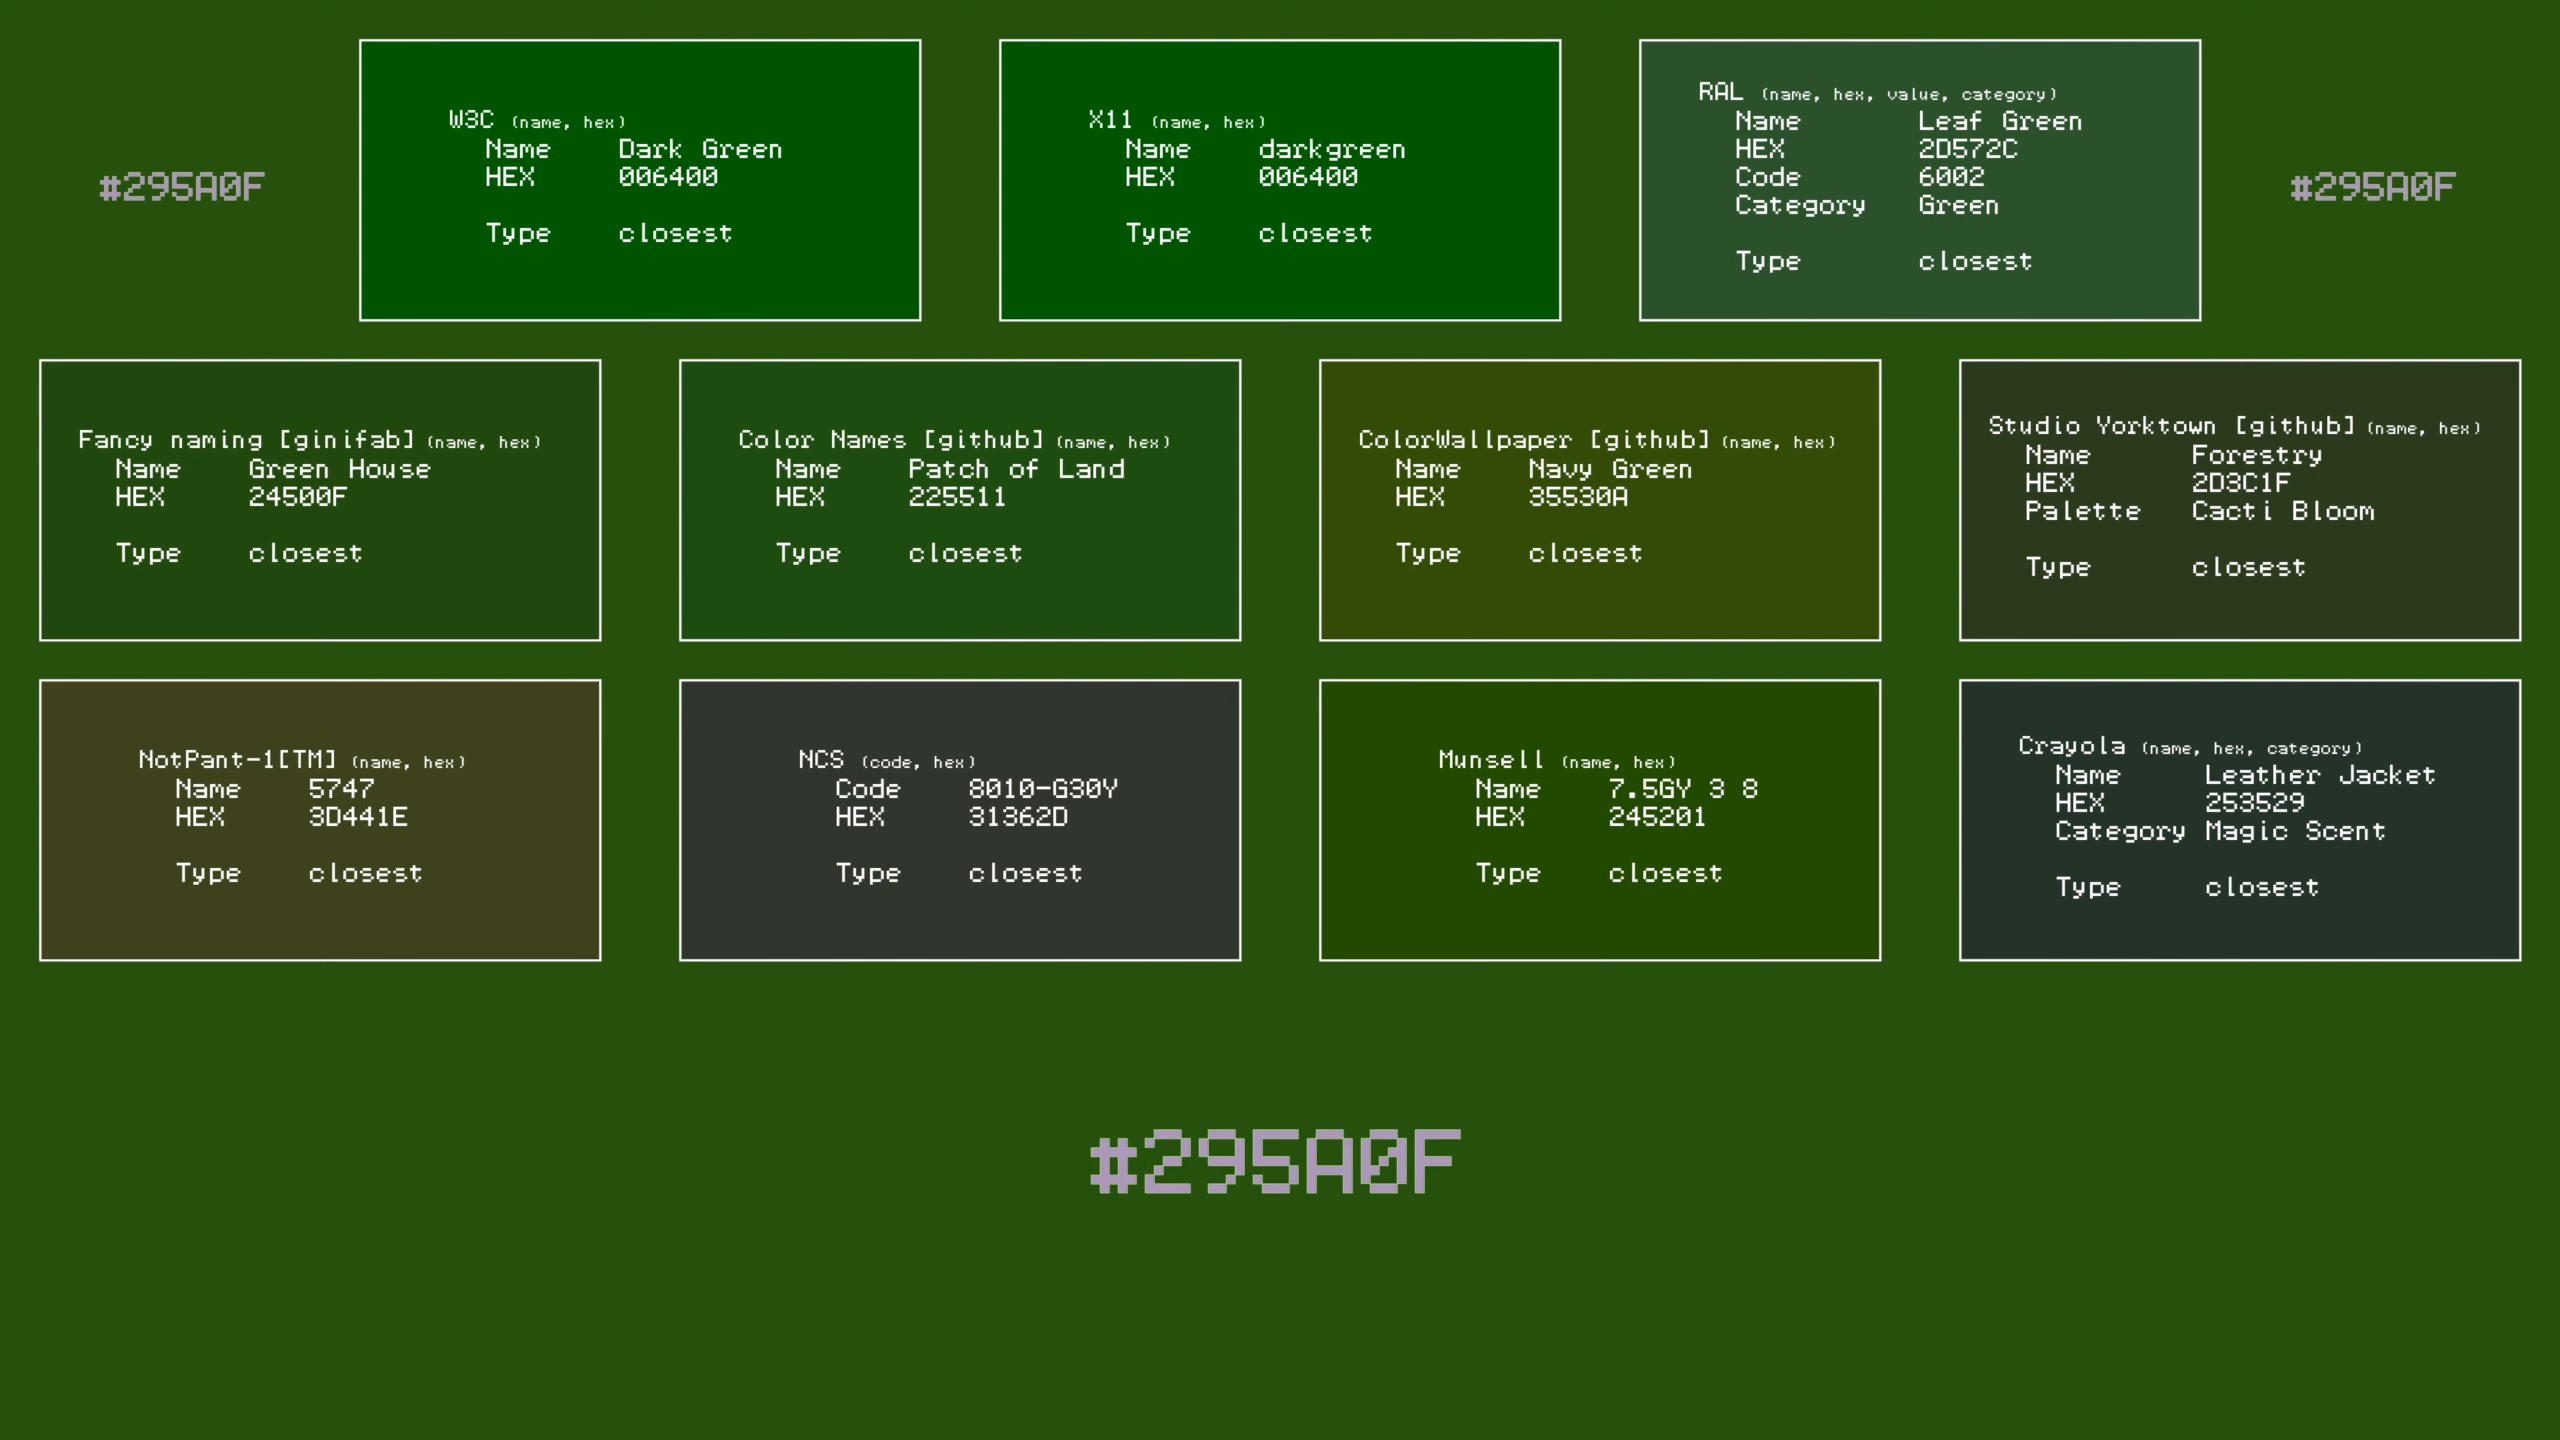 W3C (name, hex)
Name Dark Green
HEX 006400
Type closest
X11 (name, hex)
Name darkgreen
HEX 006400
Type closest
RAL (name, hex, value, category)
Name Leaf Green
HEX 2D572C
Code 6002
Category Green
Type closest
#295A0F
#295A0F
Fancy naming [ginifab] (name, hex)
Name Green House
HEX 24500F
Type closest
Color Names [github] (name, hex)
Name Patch of Land
HEX 225511
Type closest
ColorWallpaper [github] (name, hex)
Name Navy Green
HEX 35530A
Type closest
Studio Yorktown [github] (name, hex)
Name Forestry
HEX 2D3C1F
Palette Cacti Bloom
Type closest
NotPant-1[TM] (name, hex)
Name 5747
HEX 3D441E
Type closest
NCS (code, hex)
Code 8010-G30Y
HEX 31362D
Type closest
Munsell (name, hex)
Name 7.5GY 3 8
HEX 245201
Type closest
Crayola (name, hex, category)
Name Leather Jacket
HEX 253529
Category Magic Scent
Type closest
#295A0F